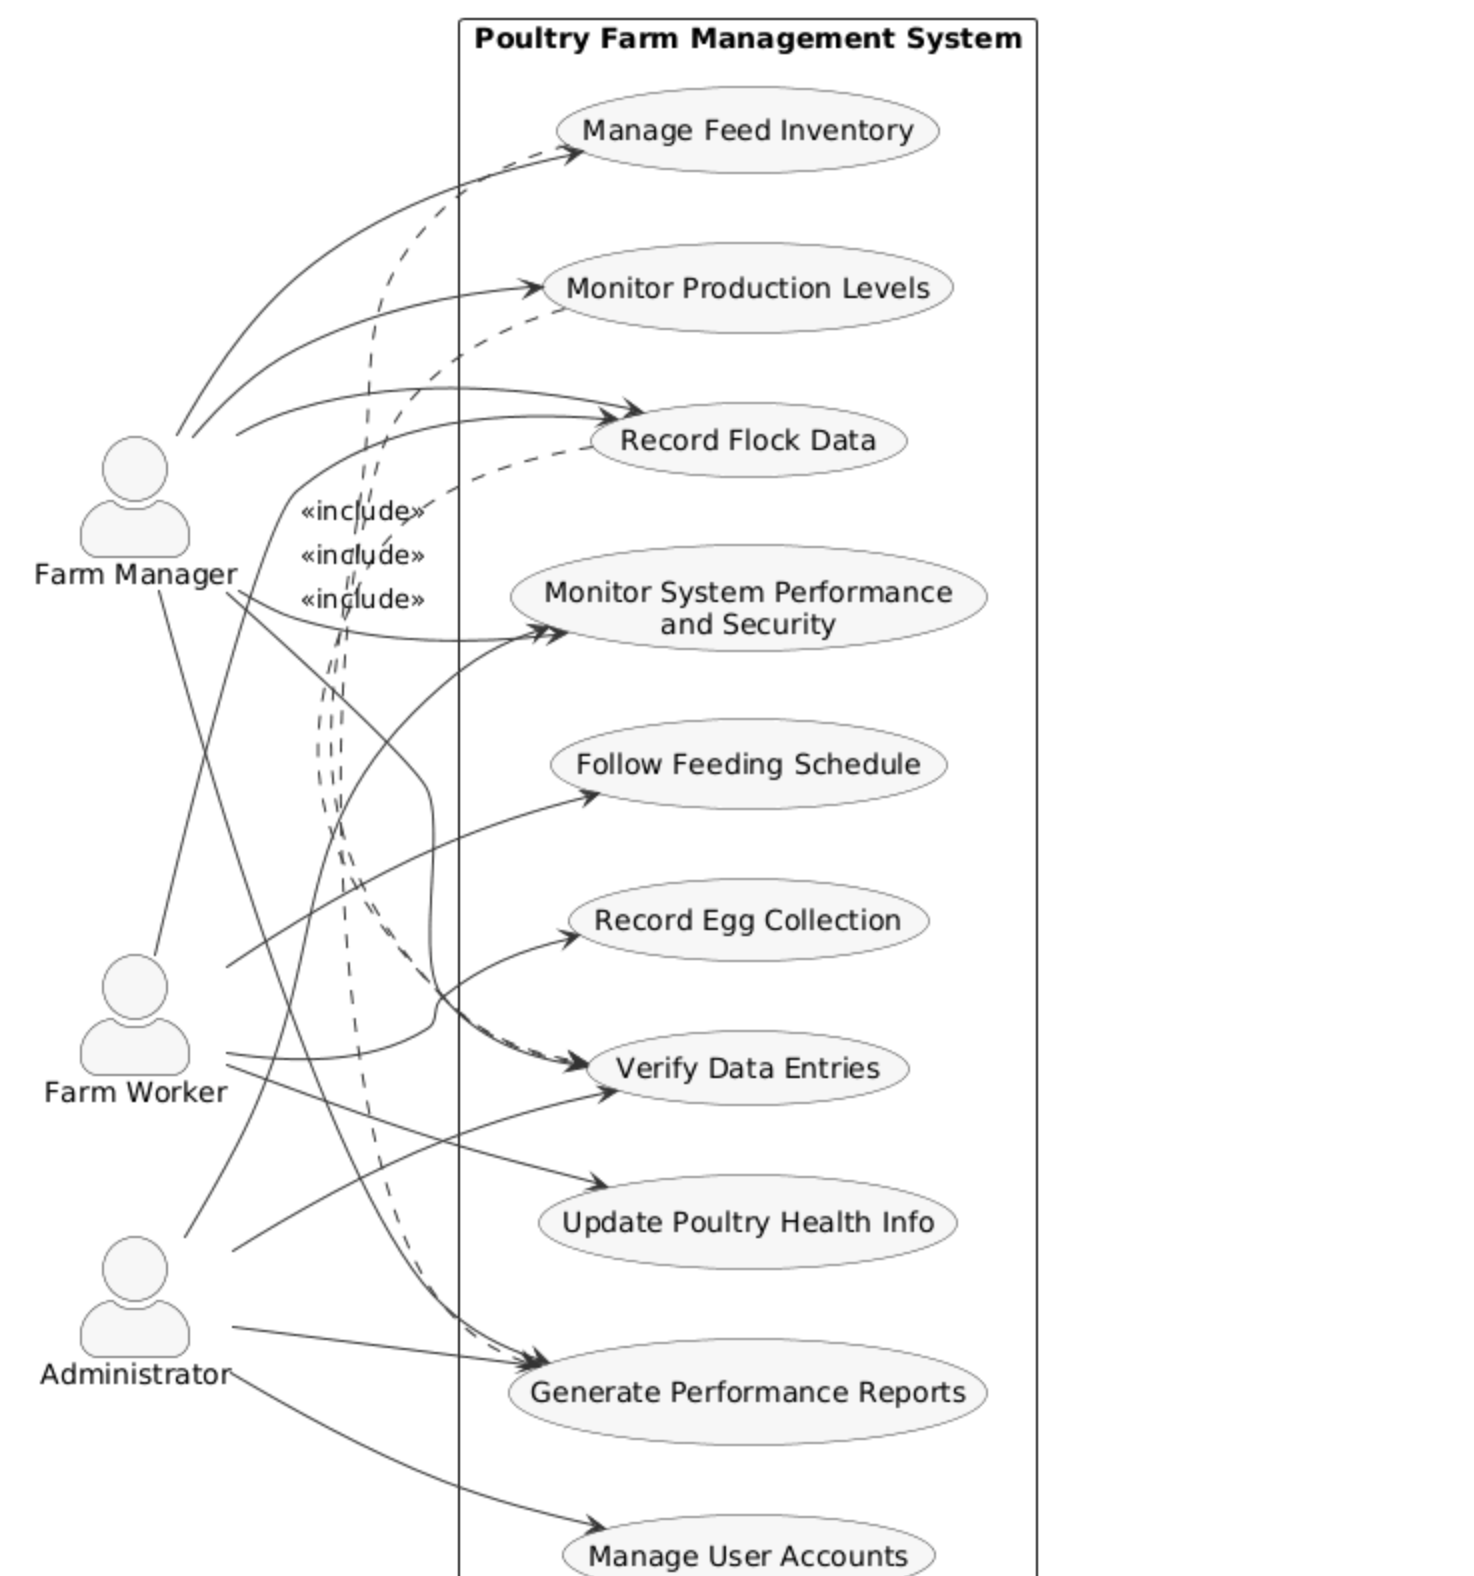 Poultry Farm Management System
Manage Feed Inventory
Monitor Production Levels
Record Flock Data
«include»
«include»
«include»
Farm Manager
Monitor System Performance
and Security
Follow Feeding Schedule
Record Egg Collection
Farm Worker
Verify Data Entries
Update Poultry Health Info
Administrator
Generate Performance Reports
Manage User Accounts